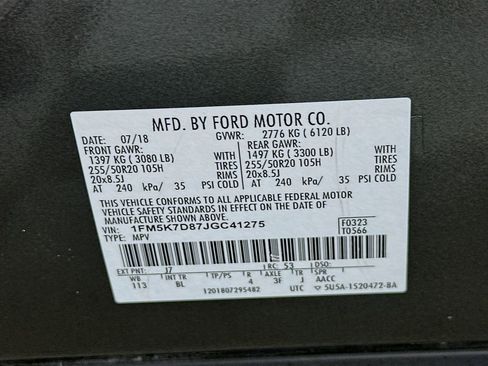 MFD. BY FORD MOTOR CO.
DATE: 07/18 GVWR: 2776 KG ( 6120 LB)
FRONT GAWR: REAR GAWR:
1397 KG ( 3080 LB) TIRES 1497 KG ( 3300 LB) TIRES
255/50R20 105H RIMS 255/50R20 105H RIMS
20x8.5J 20x8.5J
AT 240 kPa/ 35 PSI COLD AT 240 kPa/ 35 PSI COLD
THIS VEHICLE CONFORMS TO ALL APPLICABLE FEDERAL MOTOR
VEHICLE SAFETY STANDARDS IN EFFECT ON THE DATE OF MANUFACTURE SHOWN ABOVE.
VIN: 1FM5K7D87JGC41275 F0323
TYPE: MPV T0566
EXT PNT: J7 RC: 53 DSO:
WB INT TR TP/PS R AXLE TR SPR
113 BL 4 3F J AACC
1201807295482 UTC 5U5A-1520472-BA